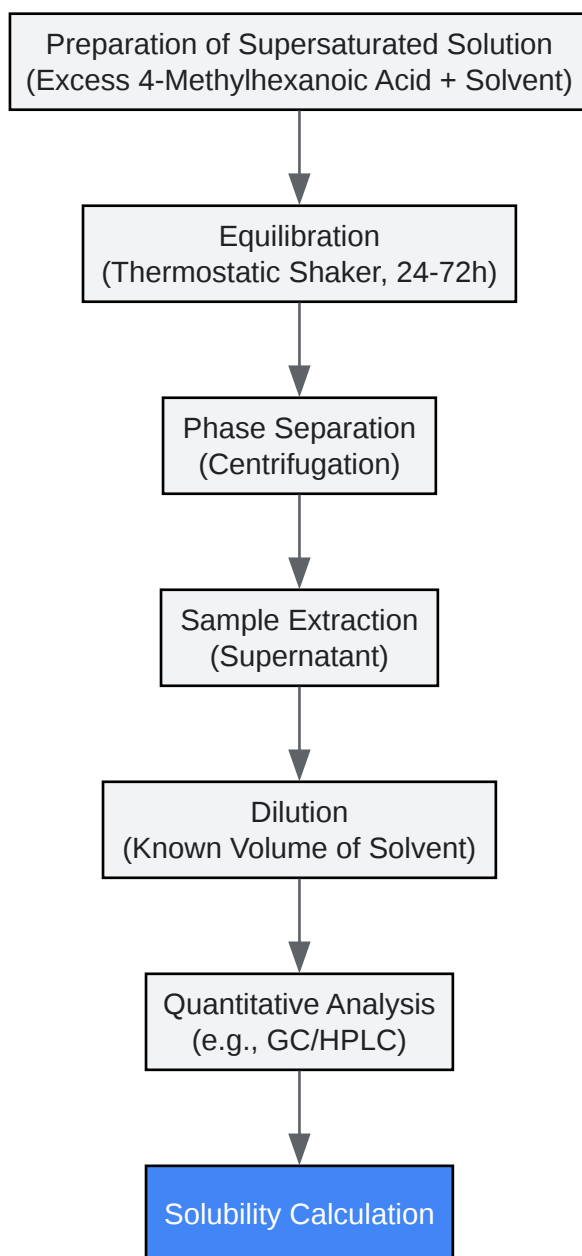 Preparation of Supersaturated Solution
(Excess 4-Methylhexanoic Acid + Solvent)
Equilibration
(Thermostatic Shaker, 24-72h)
Phase Separation
(Centrifugation)
Sample Extraction
(Supernatant)
Dilution
(Known Volume of Solvent)
Quantitative Analysis
(e.g., GC/HPLC)
Solubility Calculation